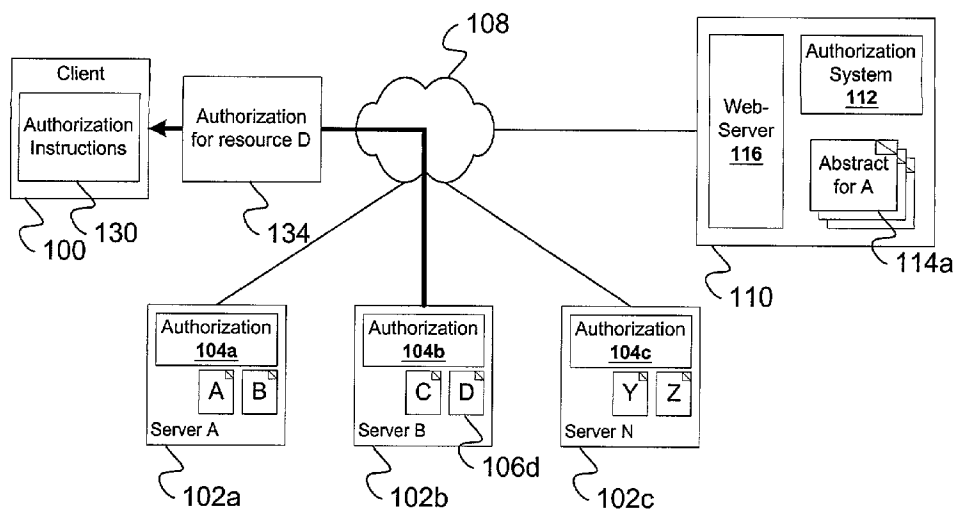 108
Client
Authorization
Instructions
Authorization
for resource D
Web-
Server
116
Authorization
System
112
Abstract
for A
100
130
134
114a
110
Authorization
104a
A B
Server A
Authorization
104b
C D
Server B
Authorization
104c
Y Z
Server N
106d
102a
102b
102c